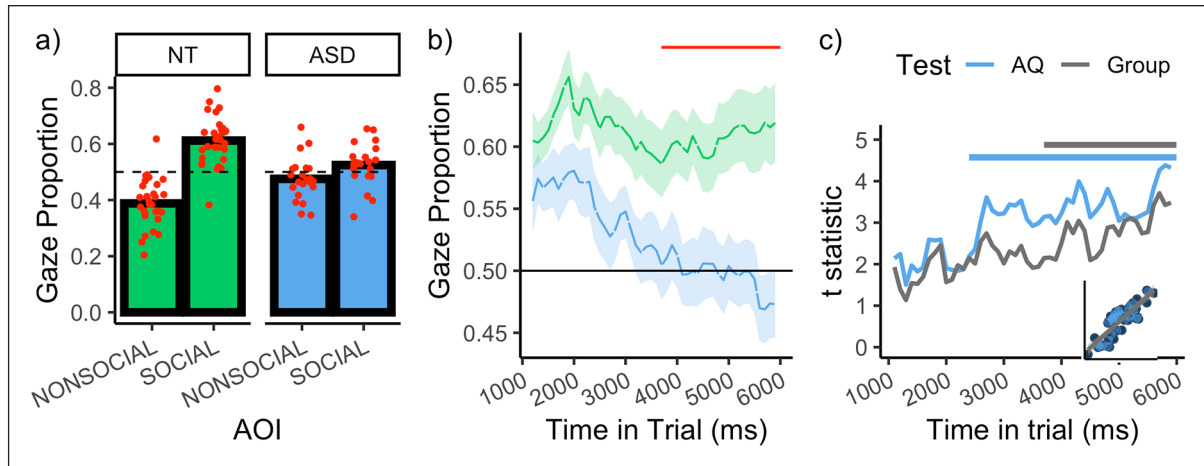 a)
NT
ASD
Gaze Proportion
0.8
0.6
0.4
0.2
0.0
NONSOCIAL
SOCIAL
NONSOCIAL
SOCIAL
AOI
b)
Gaze Proportion
0.65
0.60
0.55
0.50
0.45
1000
2000
3000
4000
5000
6000
Time in Trial (ms)
c)
Test
AQ
Group
t statistic
5
4
3
2
1
0
1000
2000
3000
4000
5000
6000
Time in trial (ms)